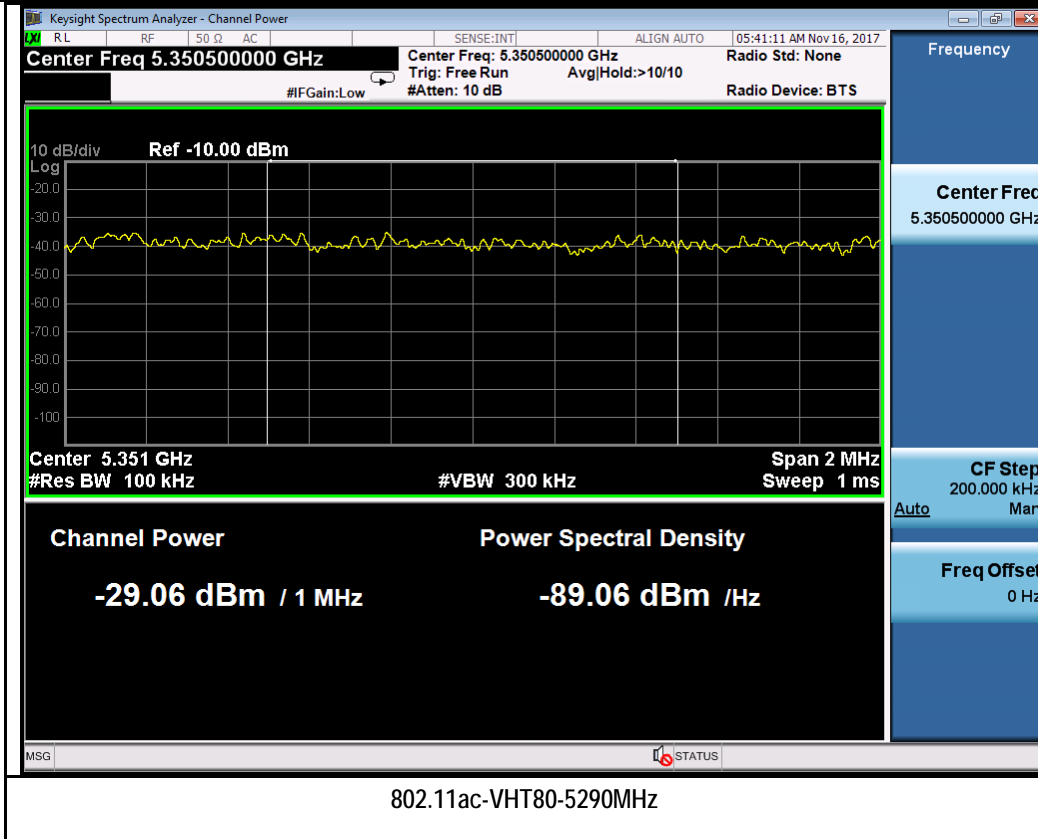 Keysight Spectrum Analyzer - Channel Power
LXI RL RF 50 Ω AC SENSE:INT ALIGN AUTO 05:41:11 AM Nov 16, 2017
Center Freq 5.350500000 GHz
#IFGain:Low
Center Freq: 5.350500000 GHz
Trig: Free Run Avg|Hold:>10/10
#Atten: 10 dB
Radio Std: None
Radio Device: BTS
10 dB/div Ref -10.00 dBm
Log
-20.0
-30.0
-40.0
-50.0
-60.0
-70.0
-80.0
-90.0
-100
Center 5.351 GHz Span 2 MHz
#Res BW 100 kHz #VBW 300 kHz Sweep 1 ms
Channel Power Power Spectral Density
-29.06 dBm / 1 MHz -89.06 dBm /Hz
Frequency
Center Freq
5.350500000 GHz
CF Step
200.000 kHz
Auto Man
Freq Offset
0 Hz
MSG STATUS
802.11ac-VHT80-5290MHz